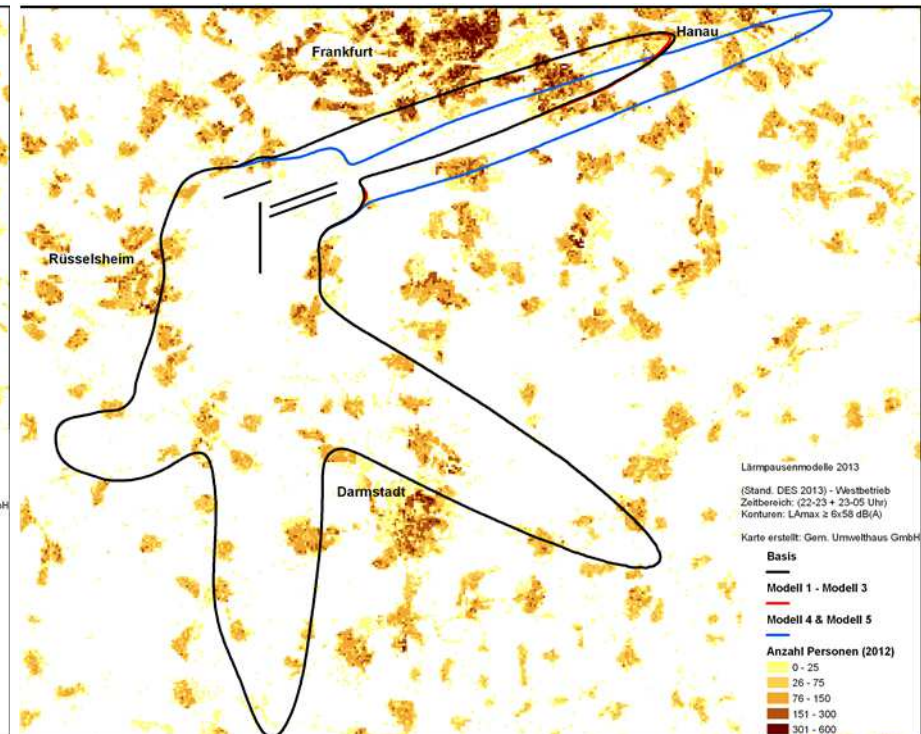 Hanau
Frankfurt
Rüsselsheim
Darmstadt
Lärmpausenmodelle 2013
(Stand. DES 2013) - Westbetrieb
Zeitbereich: (22-23 + 23-05 Uhr)
Konturen: LAmax ≥ 6x58 dB(A)
Karte erstellt: Gem. Umwelthaus GmbH
Basis
Modell 1 - Modell 3
Modell 4 & Modell 5
Anzahl Personen (2012)
0 - 25
26 - 75
76 - 150
151 - 300
301 - 600